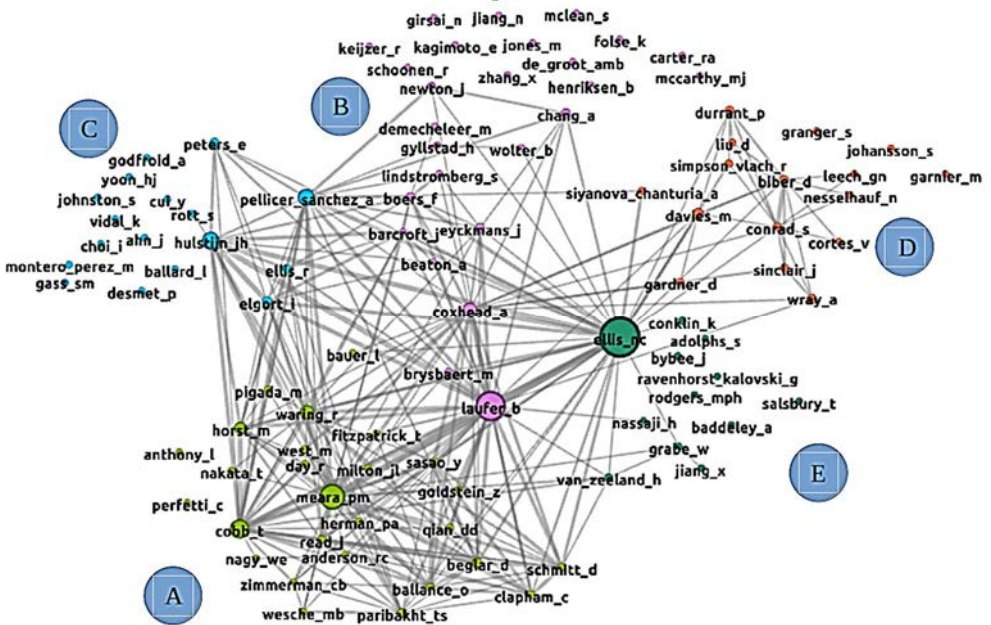 girsai_n jiang_n mclean_s
keijzer_r kagimoto_e jones_m folse_k
carter_ra
schoonen_r zhang_x de_groot_amb mccarthy_mj
newton_j henriksen_b
B
C
chang_a durrant_p
demecheleer_m granger_s
peters_e gyllstad_h wolter_b liu_d johansson_s
godfroid_a simpson_vlach_r
yoon_hj lindstromberg_s biber_d leech_gn garnier_m
johnston_s cui_y pellicer_sanchez_a boers_f siyanova_chanturia_a nesselhauf_n
vidal_k rott_s davies_m
choi_i ahn_j hulstijn_jh barcroft_j eyckmans_j conrad_s cortes_v
D
montero_perez_m ballard_l ellis_r beaton_a sinclair_j
gass_sm desmet_p gardner_d
elgort_i coxhead_a wray_a
conklin_k
ellis_nc adolphs_s
bauer_l bybee_j
brysbaert_m ravenhorst_kalovski_g
pigada_m rodgers_mph salsbury_t
waring_r laufer_b
horst_m fitzpatrick_t nassaji_h baddeley_a
anthony_l west_m grabe_w
nakata_t day_r milton_jl sasao_y jiang_x
E
van_zeeland_h
perfetti_c meara_pm goldstein_z
cobb_t herman_pa qian_dd
read_j
nagy_we anderson_rc beglar_d schmitt_d
A
zimmerman_cb ballance_o clapham_c
wesche_mb paribakht_ts